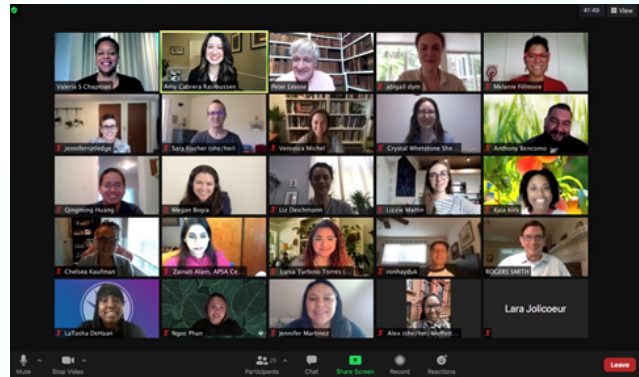 41:49 View
Valeria S Chapman Amy Cabrera Rasmussen Peter Levine abigail dym Melanie Fillmore
jenniferrutledge Sara Fischer (she/her) Veronica Michel Crystal Whetstone She... Anthony Bencomo
Qingming Huang Megan Bogia Liz Deichmann Lizzie Martin Kaia Kirk
Chelsea Kaufman Zainab Alam, APSA Ce... Luisa Turbino Torres (... ronhayduk ROGERS SMITH
Lara Jolicoeur
LaTasha DeHaan Ngoc Phan Jennifer Martinez Alex (she/her) Moffett...
25
Mute Stop Video Participants Chat Share Screen Record Reactions Leave